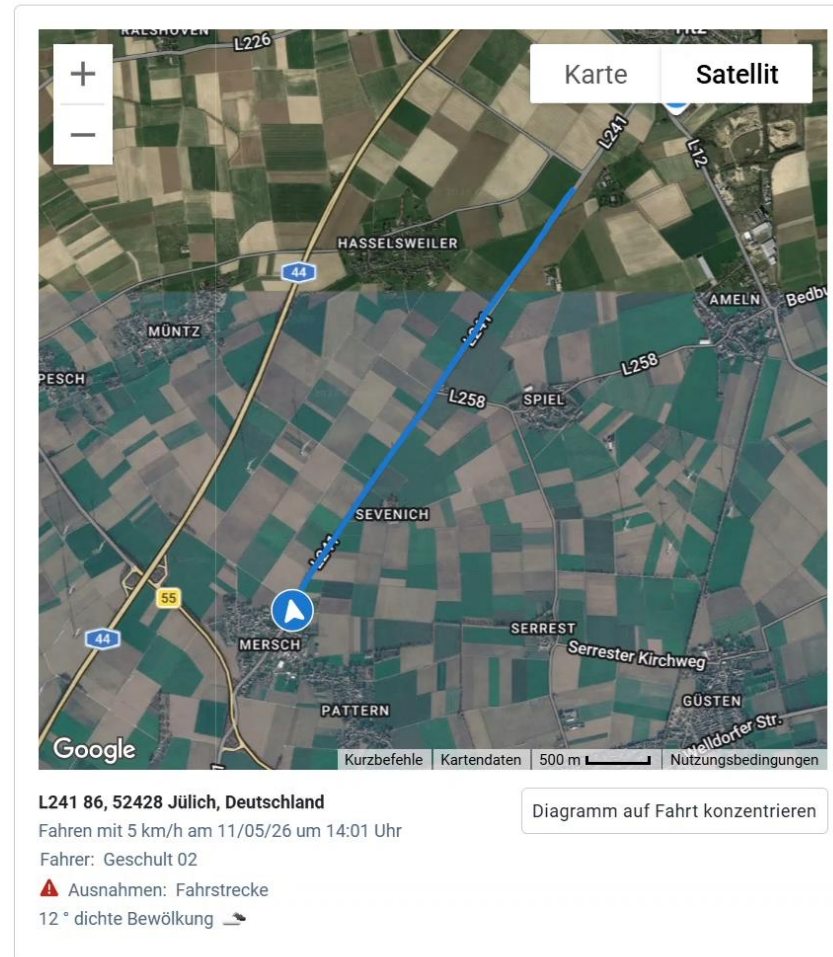 RALSHOVEN
L226
+
−
Karte
Satellit
L241
L12
HASSELSWEILER
44
AMELN
MÜNTZ
L258
PESCH
L258
SPIEL
SEVENICH
55
44
MERSCH
SERREST
Serrester Kirchweg
GÜSTEN
PATTERN
Welldorfer Str.
Google
Kurzbefehle
Kartendaten
500 m
Nutzungsbedingungen
L241 86, 52428 Jülich, Deutschland
Diagramm auf Fahrt konzentrieren
Fahren mit 5 km/h am 11/05/26 um 14:01 Uhr
Fahrer: Geschult 02
Ausnahmen: Fahrstrecke
12 ° dichte Bewölkung